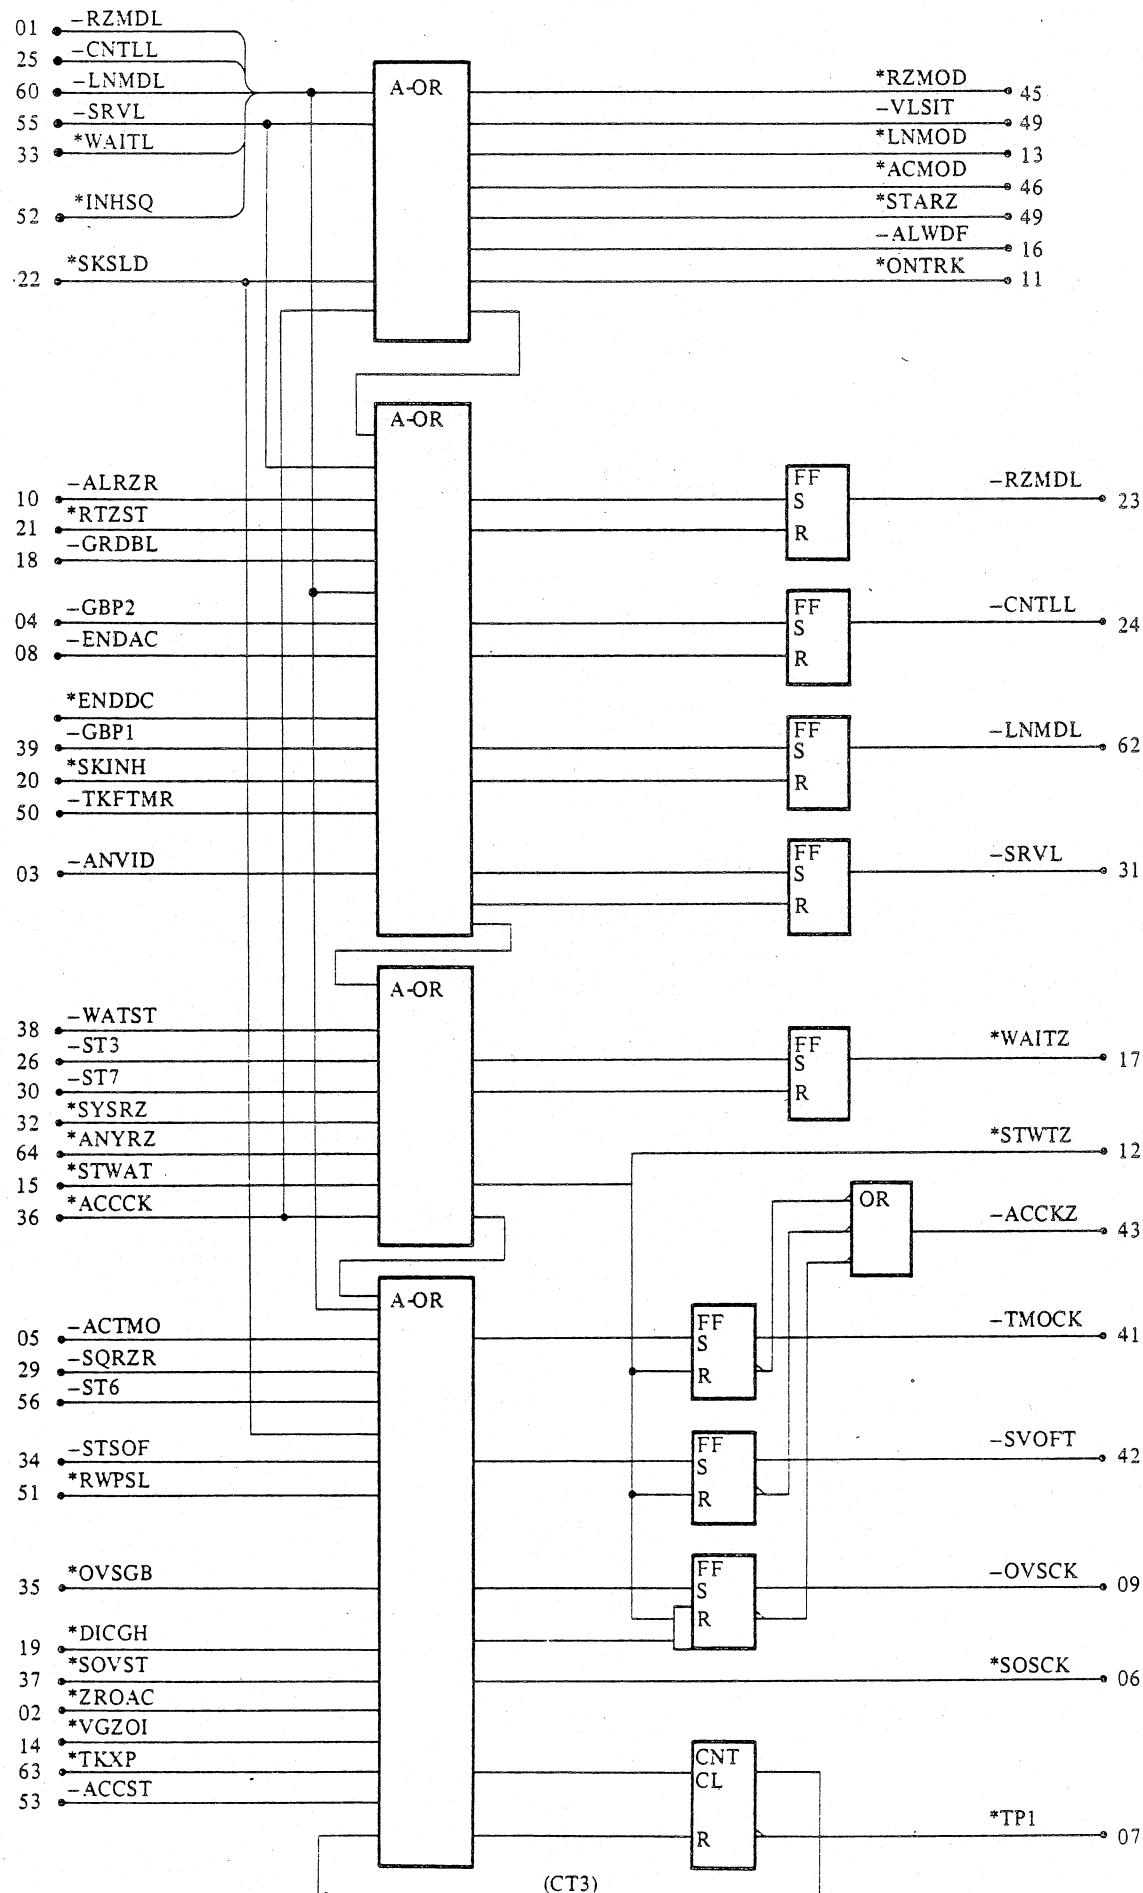 01 –RZMDL
25 –CNTLL
60 –LNMDL
55 –SRVL
33 *WAITL
52 *INHSQ
22 *SKSLD
A-OR
*RZMOD 45
–VLSIT 49
*LNMOD 13
*ACMOD 46
*STARZ 49
–ALWDF 16
*ONTRK 11
A-OR
10 –ALRZR
21 *RTZST
18 –GRDBL
04 –GBP2
08 –ENDAC
*ENDDC
39 –GBP1
20 *SKINH
50 –TKFTMR
03 –ANVID
FF
S
R
–RZMDL 23
FF
S
R
–CNTLL 24
FF
S
R
–LNMDL 62
FF
S
R
–SRVL 31
A-OR
38 –WATST
26 –ST3
30 –ST7
32 *SYSRZ
64 *ANYRZ
15 *STWAT
36 *ACCCK
FF
S
R
*WAITZ 17
*STWTZ 12
OR
–ACCKZ 43
A-OR
05 –ACTMO
29 –SQRZR
56 –ST6
34 –STSOF
51 *RWPSL
35 *OVSGB
19 *DICGH
37 *SOVST
02 *ZROAC
14 *VGZOI
63 *TKXP
53 –ACCST
FF
S
R
–TMOCK 41
FF
S
R
–SVOFT 42
FF
S
R
–OVSCK 09
*SOSCK 06
CNT
CL
R
*TP1 07
(CT3)